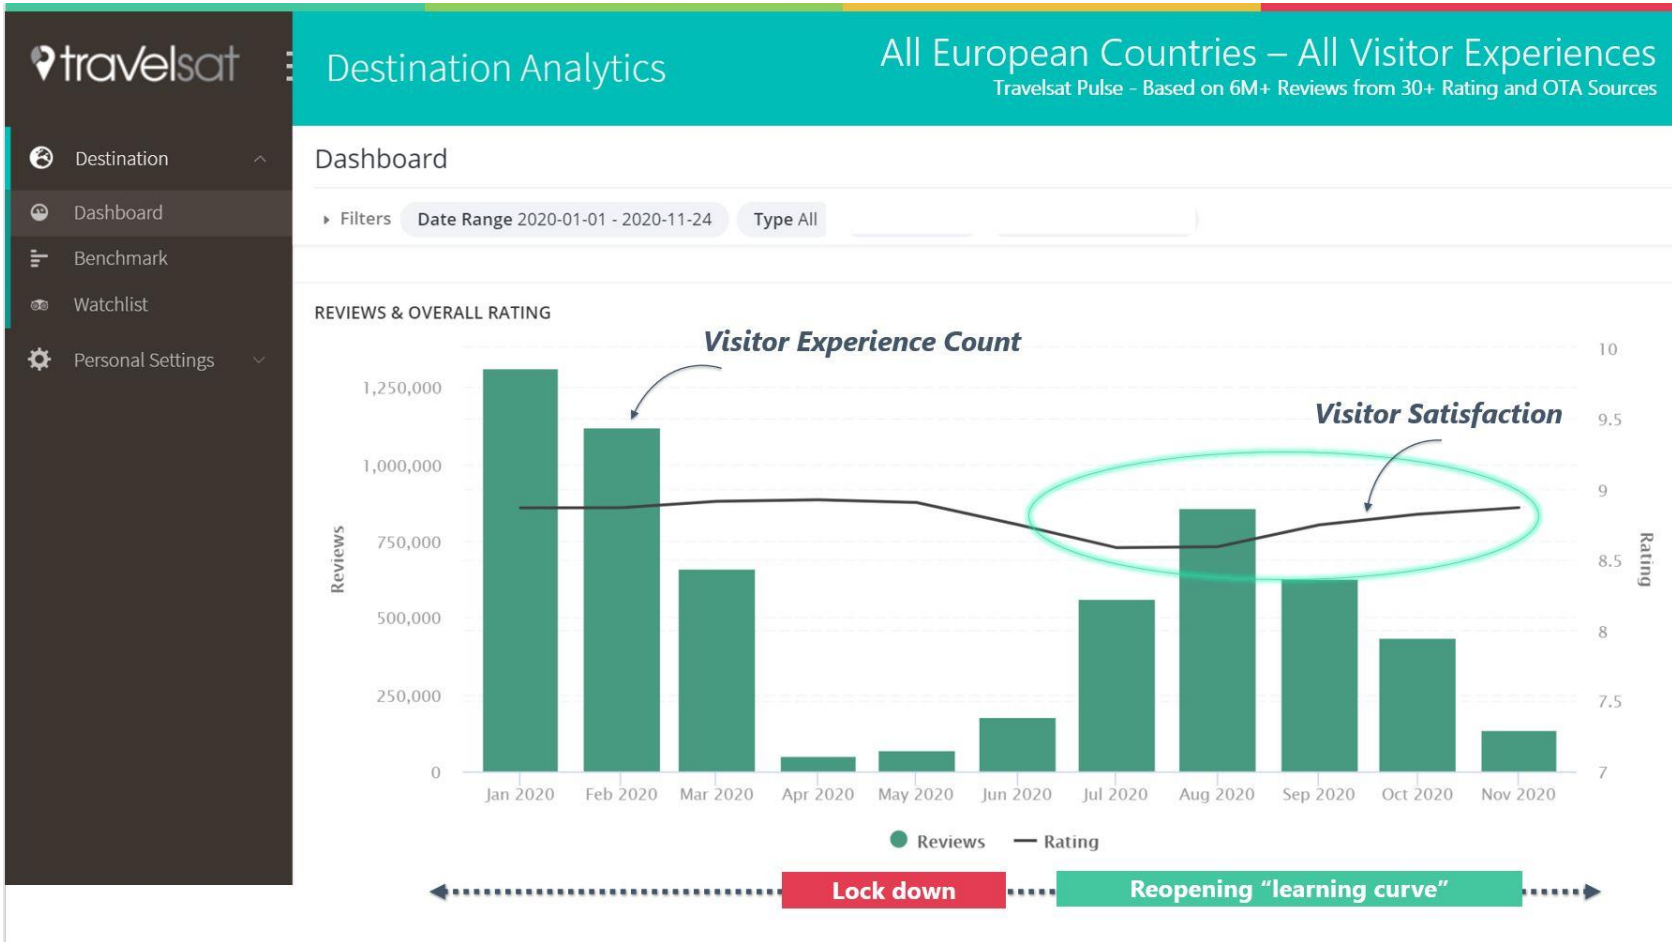 travelsat
Destination Analytics
All European Countries – All Visitor Experiences
Travelsat Pulse - Based on 6M+ Reviews from 30+ Rating and OTA Sources
Destination
Dashboard
Benchmark
Watchlist
Personal Settings
Dashboard
Filters Date Range 2020-01-01 - 2020-11-24 Type All
REVIEWS & OVERALL RATING
Visitor Experience Count
Visitor Satisfaction
Reviews
1,250,000
1,000,000
750,000
500,000
250,000
0
10
9.5
9
8.5
8
7.5
7
Rating
Jan 2020 Feb 2020 Mar 2020 Apr 2020 May 2020 Jun 2020 Jul 2020 Aug 2020 Sep 2020 Oct 2020 Nov 2020
Reviews Rating
Lock down
Reopening “learning curve”